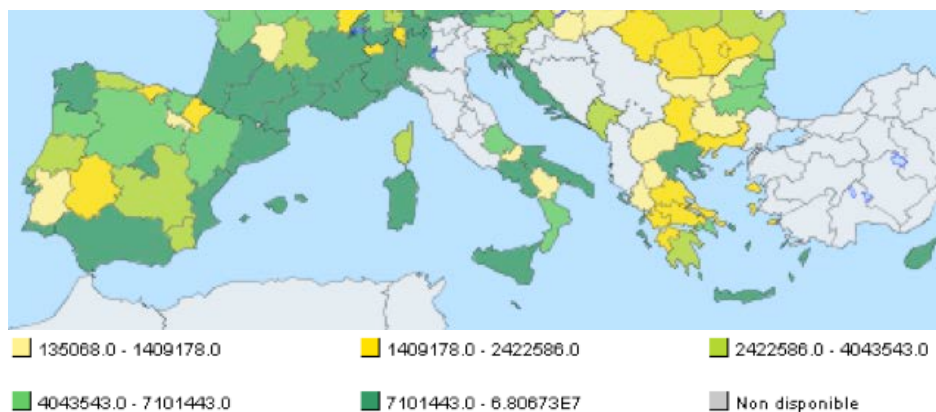 135068.0 - 1409178.0
1409178.0 - 2422586.0
2422586.0 - 4043543.0
4043543.0 - 7101443.0
7101443.0 - 6.80673E7
Non disponible